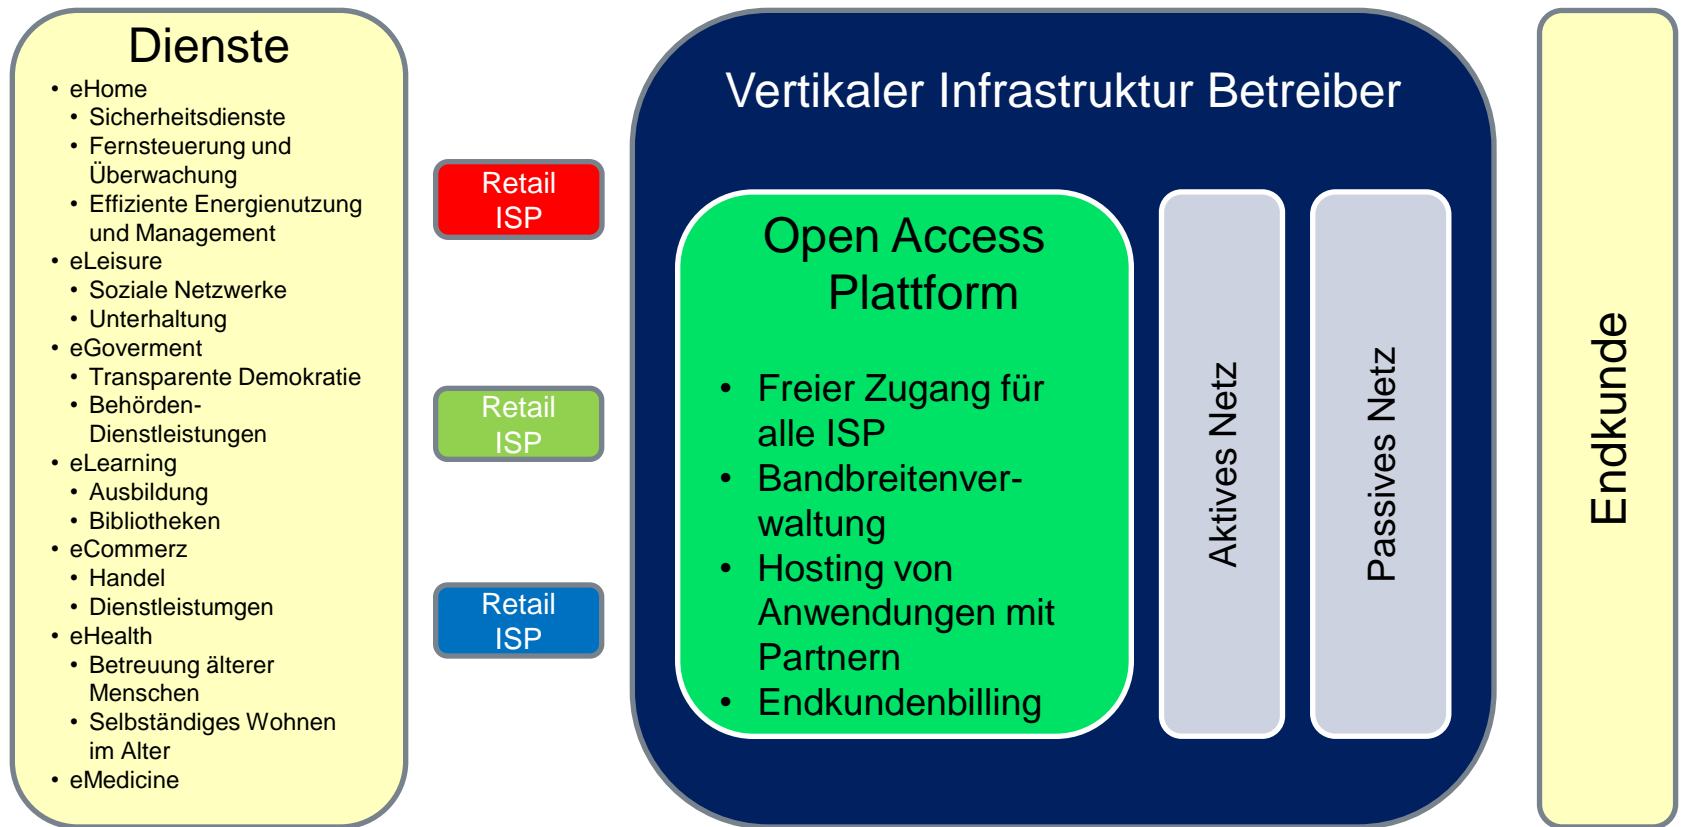 Dienste
• eHome
• Sicherheitsdienste
• Fernsteuerung und
Überwachung
• Effiziente Energienutzung
und Management
• eLeisure
• Soziale Netzwerke
• Unterhaltung
• eGoverment
• Transparente Demokratie
• Behörden-
Dienstleistungen
• eLearning
• Ausbildung
• Bibliotheken
• eCommerz
• Handel
• Dienstleistumgen
• eHealth
• Betreuung älterer
Menschen
• Selbständiges Wohnen
im Alter
• eMedicine
Retail
ISP
Retail
ISP
Retail
ISP
Vertikaler Infrastruktur Betreiber
Open Access
Plattform
• Freier Zugang für
alle ISP
• Bandbreitenver-
waltung
• Hosting von
Anwendungen mit
Partnern
• Endkundenbilling
Aktives Netz
Passives Netz
Endkunde